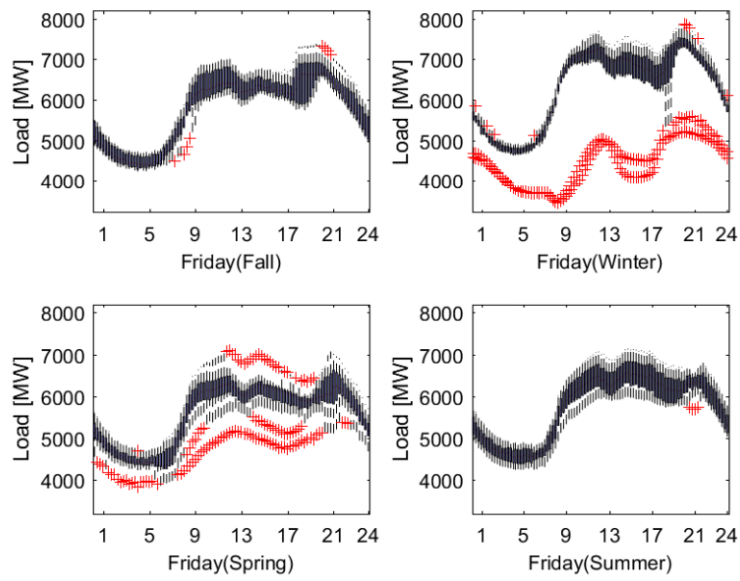 8000
7000
6000
5000
4000
Load [MW]
1 5 9 13 17 21 24
Friday(Fall)
8000
7000
6000
5000
4000
Load [MW]
1 5 9 13 17 21 24
Friday(Winter)
8000
7000
6000
5000
4000
Load [MW]
1 5 9 13 17 21 24
Friday(Spring)
8000
7000
6000
5000
4000
Load [MW]
1 5 9 13 17 21 24
Friday(Summer)